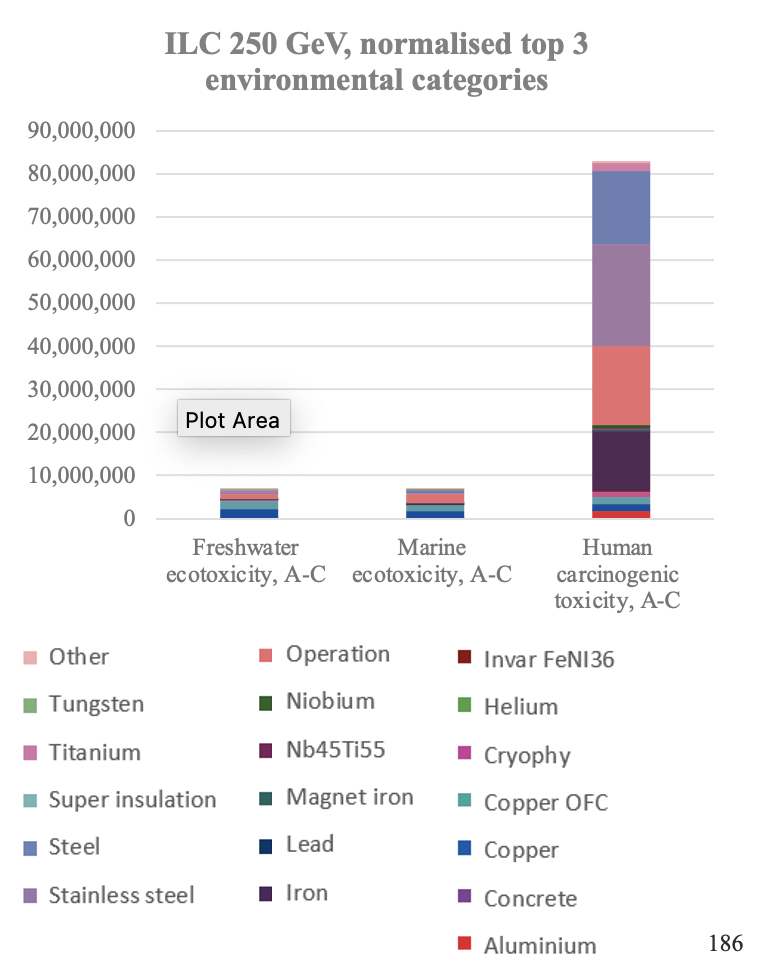 ILC 250 GeV, normalised top 3
environmental categories
90,000,000
80,000,000
70,000,000
60,000,000
50,000,000
40,000,000
30,000,000
20,000,000
10,000,000
0
Plot Area
Freshwater
ecotoxicity, A-C
Marine
ecotoxicity, A-C
Human
carcinogenic
toxicity, A-C
Other
Tungsten
Titanium
Super insulation
Steel
Stainless steel
Operation
Niobium
Nb45Ti55
Magnet iron
Lead
Iron
Invar FeNI36
Helium
Cryophy
Copper OFC
Copper
Concrete
Aluminium
186